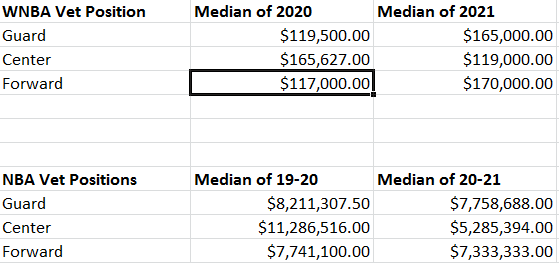 WNBA Vet Position Median of 2020 Median of 2021
Guard $119,500.00 $165,000.00
Center $165,627.00 $119,000.00
Forward $117,000.00 $170,000.00
NBA Vet Positions Median of 19-20 Median of 20-21
Guard $8,211,307.50 $7,758,688.00
Center $11,286,516.00 $5,285,394.00
Forward $7,741,100.00 $7,333,333.00